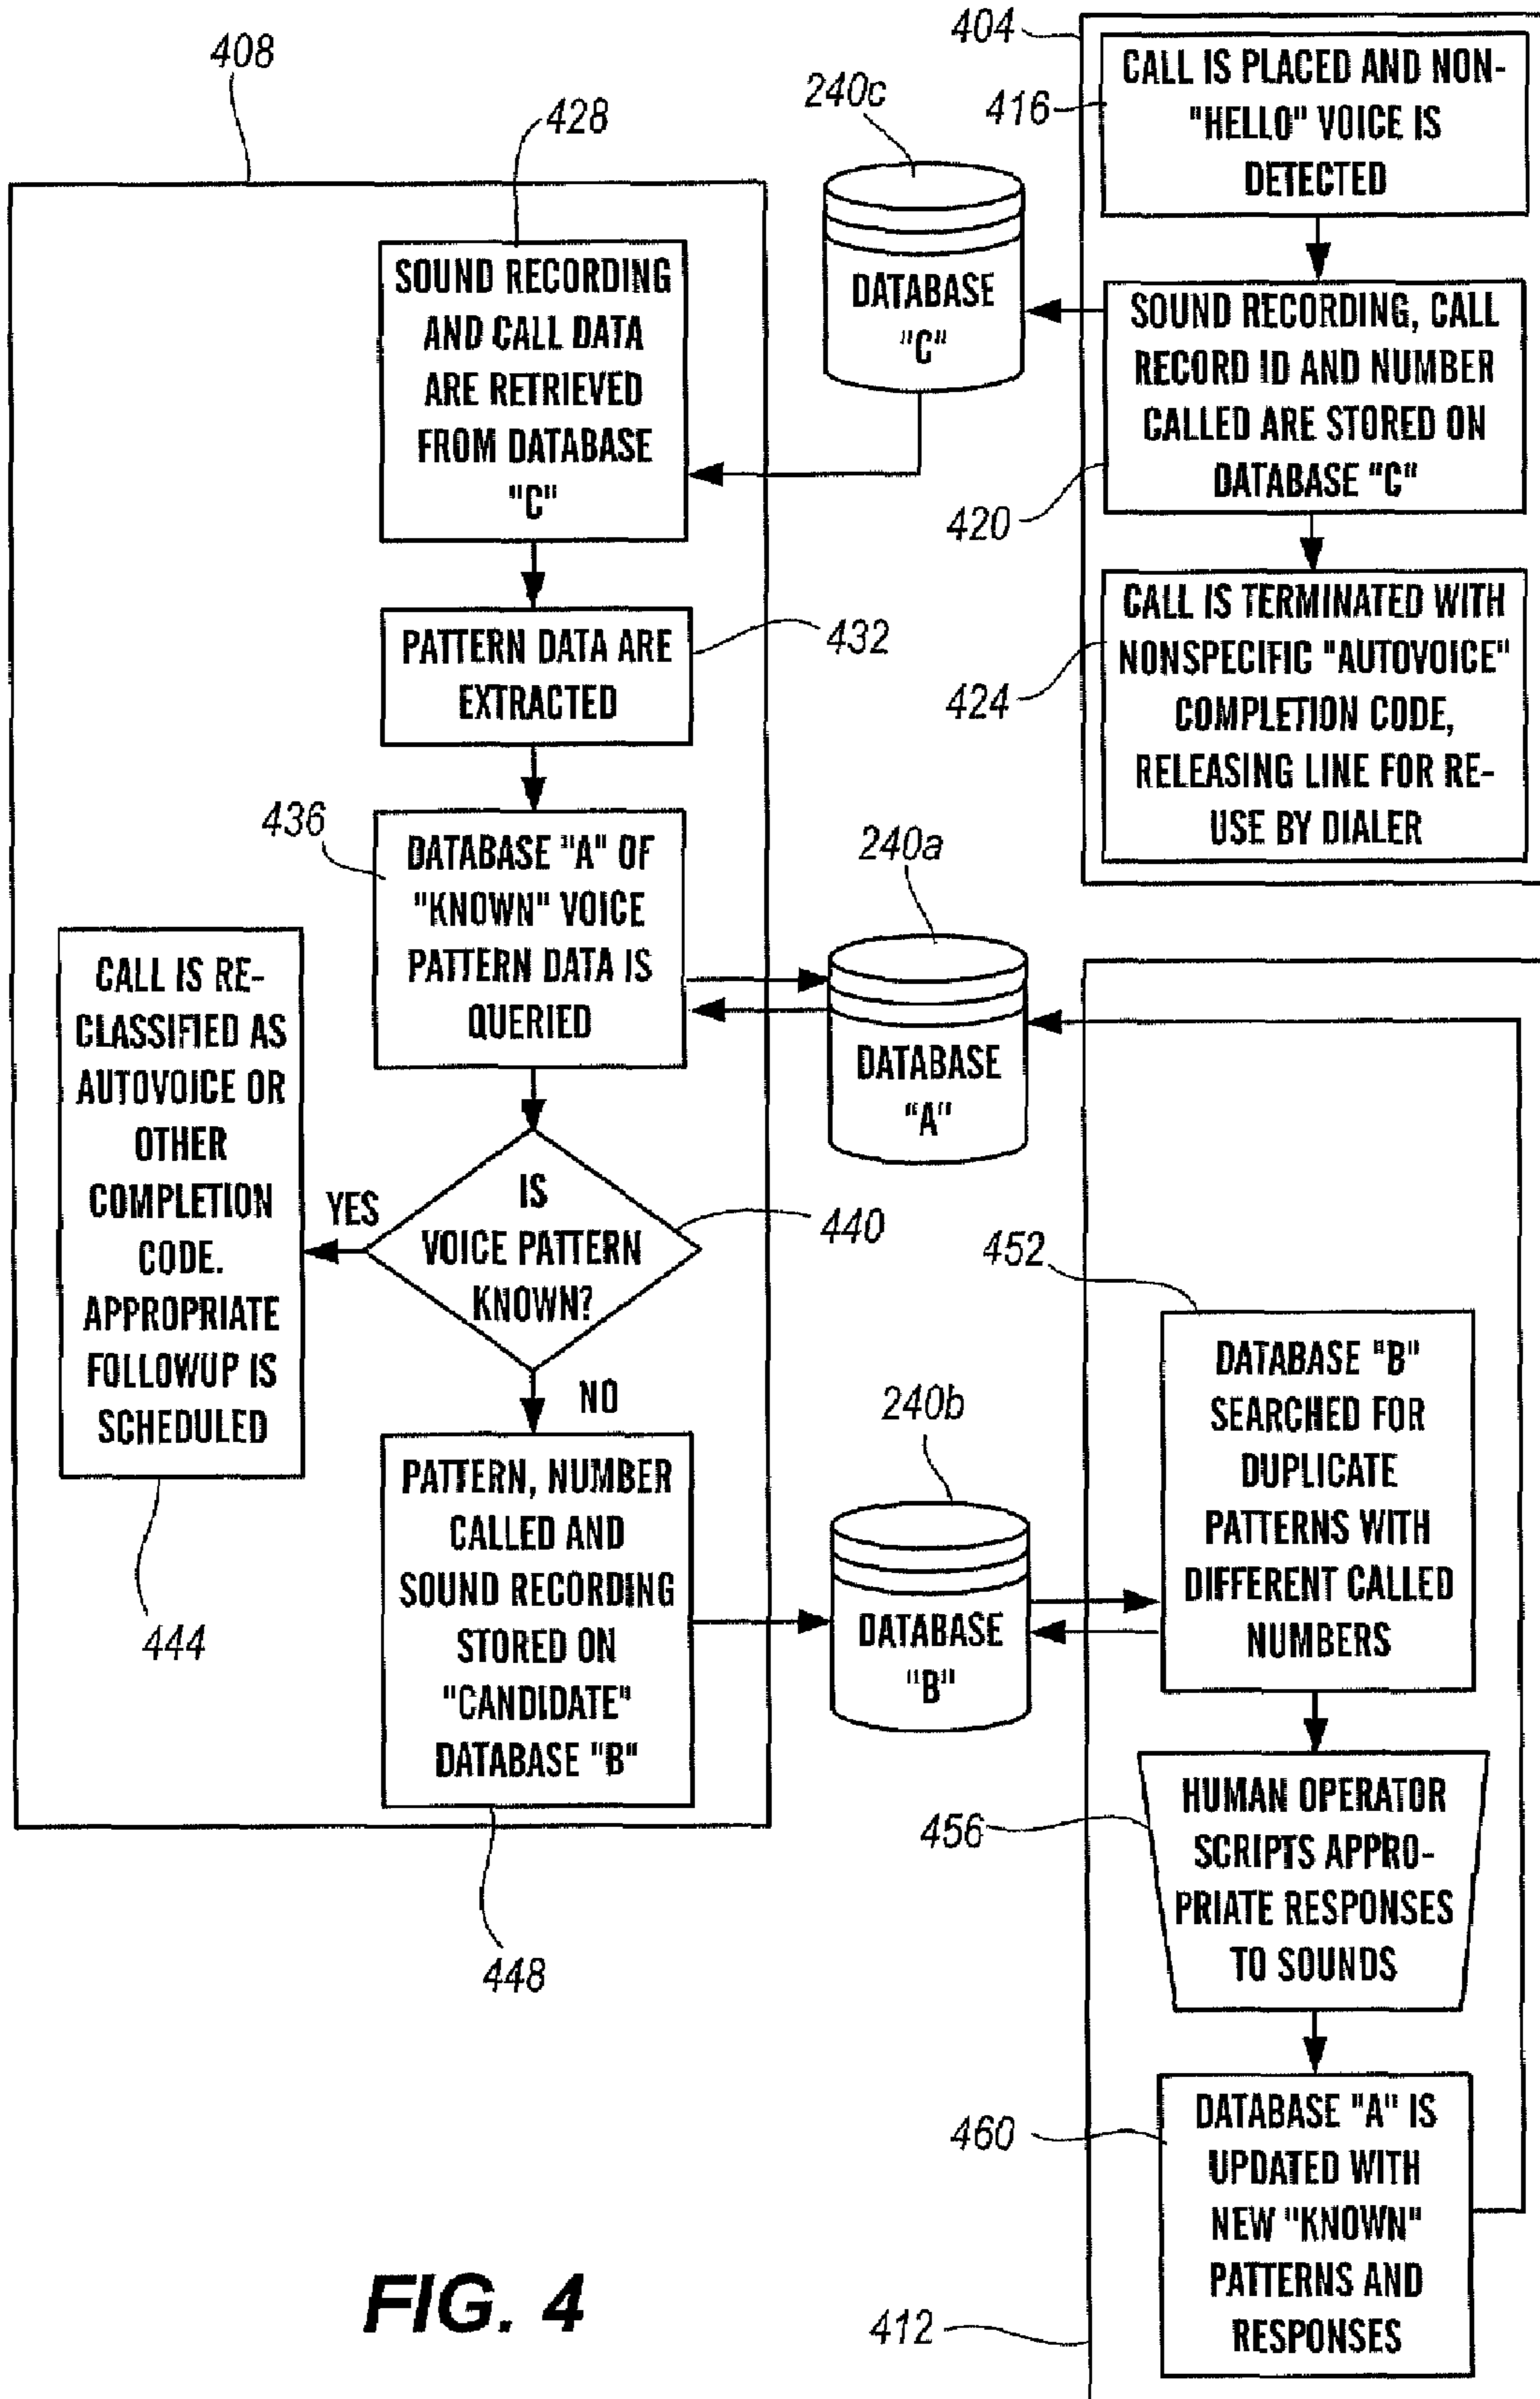 404
CALL IS PLACED AND NON-
"HELLO" VOICE IS
DETECTED
416
SOUND RECORDING, CALL
RECORD ID AND NUMBER
CALLED ARE STORED ON
DATABASE "C"
420
CALL IS TERMINATED WITH
NONSPECIFIC "AUTOVOICE"
COMPLETION CODE,
RELEASING LINE FOR RE-
USE BY DIALER
424
240c
DATABASE
"C"
408
428
SOUND RECORDING
AND CALL DATA
ARE RETRIEVED
FROM DATABASE
"C"
PATTERN DATA ARE
EXTRACTED
432
436
DATABASE "A" OF
"KNOWN" VOICE
PATTERN DATA IS
QUERIED
240a
DATABASE
"A"
IS
VOICE PATTERN
KNOWN?
440
YES
CALL IS RE-
CLASSIFIED AS
AUTOVOICE OR
OTHER
COMPLETION
CODE.
APPROPRIATE
FOLLOWUP IS
SCHEDULED
444
NO
PATTERN, NUMBER
CALLED AND
SOUND RECORDING
STORED ON
"CANDIDATE"
DATABASE "B"
448
240b
DATABASE
"B"
452
DATABASE "B"
SEARCHED FOR
DUPLICATE
PATTERNS WITH
DIFFERENT CALLED
NUMBERS
456
HUMAN OPERATOR
SCRIPTS APPRO-
PRIATE RESPONSES
TO SOUNDS
460
DATABASE "A" IS
UPDATED WITH
NEW "KNOWN"
PATTERNS AND
RESPONSES
412
FIG. 4